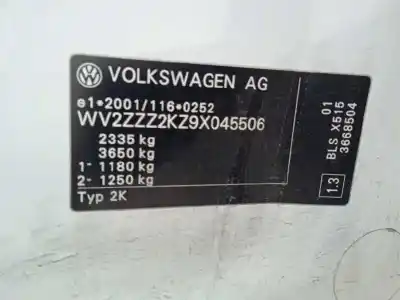 VOLKSWAGEN AG
e1*2001/116*0252
WV2ZZZ2KZ9X045506
2335 kg
3650 kg
1- 1180 kg
2- 1250 kg
Typ 2K
01
BLS X515
3668504
1.3